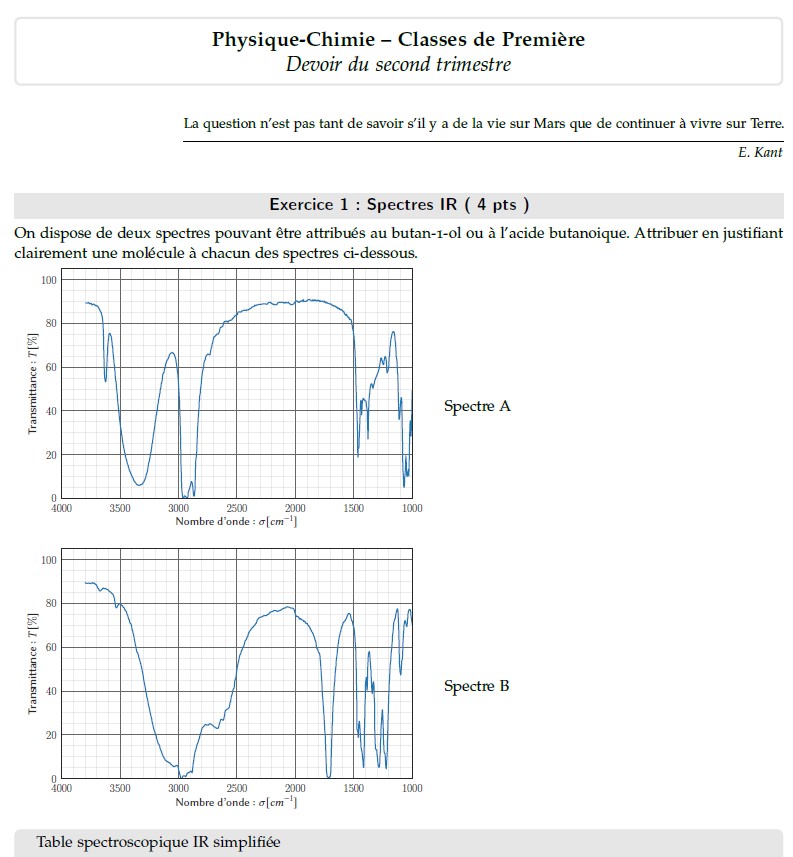 Physique-Chimie – Classes de Première
Devoir du second trimestre
La question n'est pas tant de savoir s'il y a de la vie sur Mars que de continuer à vivre sur Terre.
E. Kant
Exercice 1 : Spectres IR ( 4 pts )
On dispose de deux spectres pouvant être attribués au butan-1-ol ou à l'acide butanoique. Attribuer en justifiant
clairement une molécule à chacun des spectres ci-dessous.
100
80
60
40
20
0
Transmittance : T[%]
4000 3500 3000 2500 2000 1500 1000
Nombre d'onde : σ[cm⁻¹]
Spectre A
100
80
60
40
20
0
Transmittance : T[%]
4000 3500 3000 2500 2000 1500 1000
Nombre d'onde : σ[cm⁻¹]
Spectre B
Table spectroscopique IR simplifiée